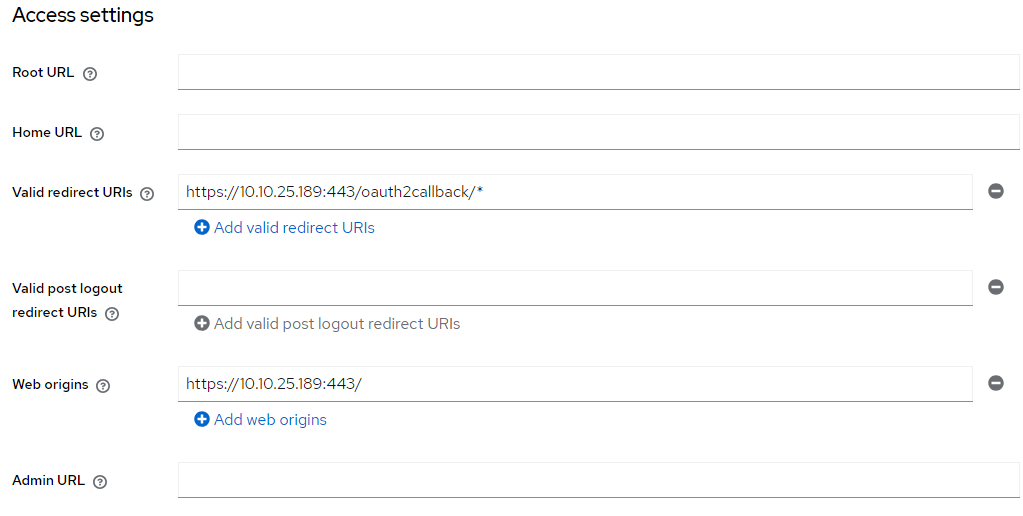 Access settings
Root URL
Home URL
Valid redirect URIs
https://10.10.25.189:443/oauth2callback/*
Add valid redirect URIs
Valid post logout
redirect URIs
Add valid post logout redirect URIs
Web origins
https://10.10.25.189:443/
Add web origins
Admin URL